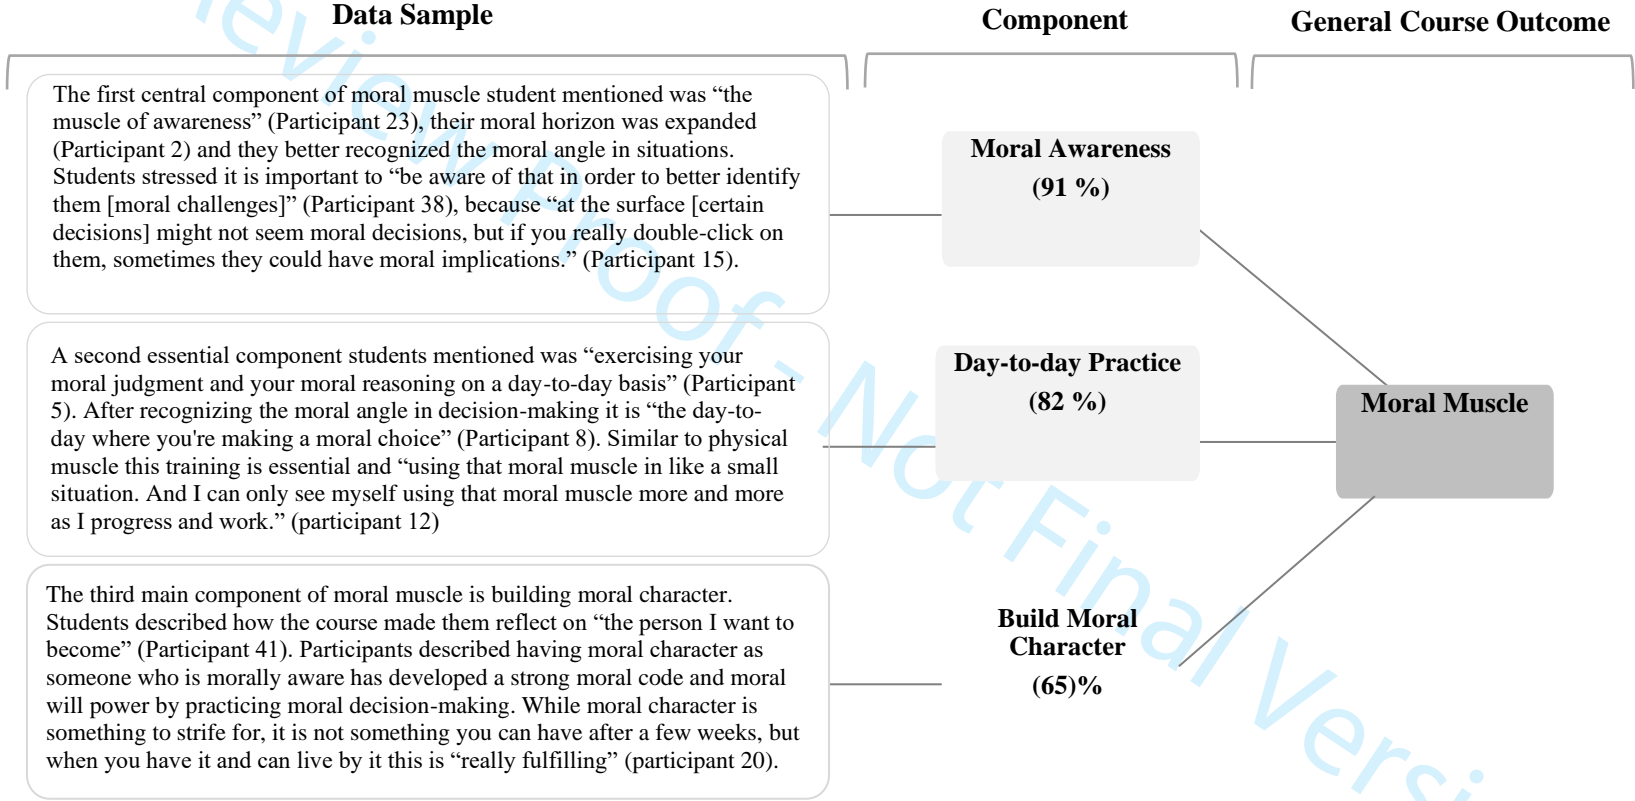 Data Sample
Component
General Course Outcome
The first central component of moral muscle student mentioned was “the
muscle of awareness” (Participant 23), their moral horizon was expanded
(Participant 2) and they better recognized the moral angle in situations.
Students stressed it is important to “be aware of that in order to better identify
them [moral challenges]” (Participant 38), because “at the surface [certain
decisions] might not seem moral decisions, but if you really double-click on
them, sometimes they could have moral implications.” (Participant 15).
Moral Awareness
(91 %)
A second essential component students mentioned was “exercising your
moral judgment and your moral reasoning on a day-to-day basis” (Participant
5). After recognizing the moral angle in decision-making it is “the day-to-
day where you're making a moral choice” (Participant 8). Similar to physical
muscle this training is essential and “using that moral muscle in like a small
situation. And I can only see myself using that moral muscle more and more
as I progress and work.” (participant 12)
Day-to-day Practice
(82 %)
Moral Muscle
The third main component of moral muscle is building moral character.
Students described how the course made them reflect on “the person I want to
become” (Participant 41). Participants described having moral character as
someone who is morally aware has developed a strong moral code and moral
will power by practicing moral decision-making. While moral character is
something to strife for, it is not something you can have after a few weeks, but
when you have it and can live by it this is “really fulfilling” (participant 20).
Build Moral
Character
(65)%
eview Proof - Not Final Versi